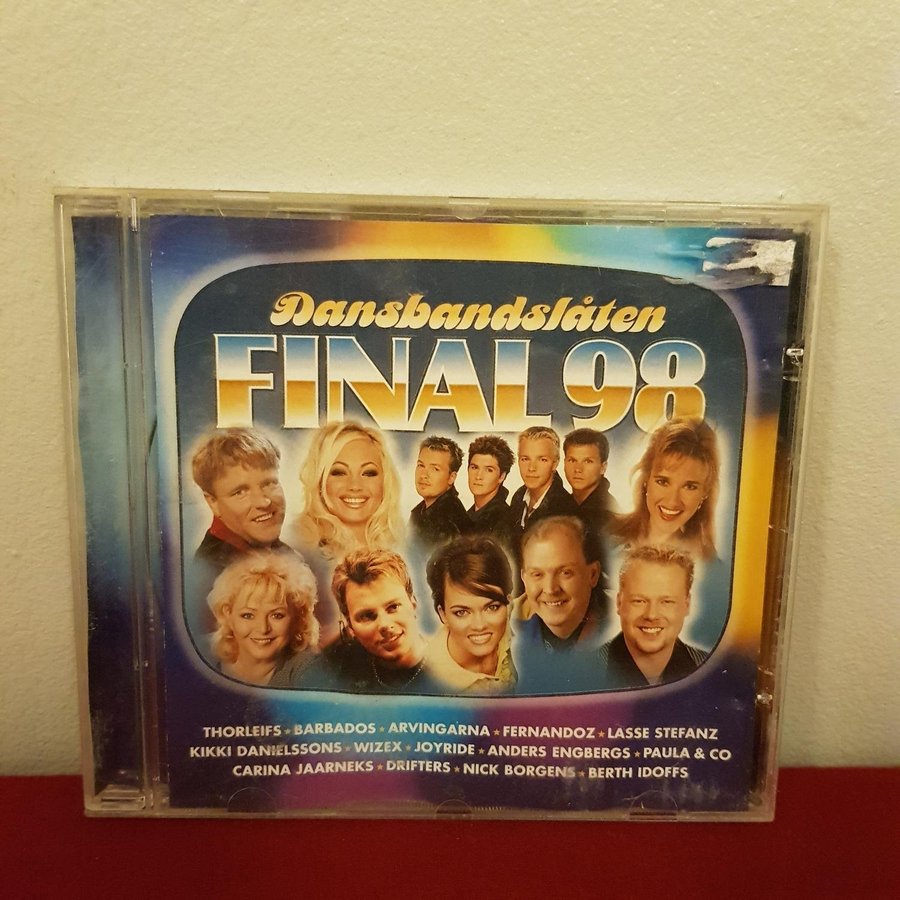 Dansbandslåten
FINAL 98
THORLEIFS ★ BARBADOS ★ ARVINGARNA ★ FERNANDOZ ★ LASSE STEFANZ
KIKKI DANIELSSONS ★ WIZEX ★ JOYRIDE ★ ANDERS ENGBERGS ★ PAULA & CO
CARINA JAARNEKS ★ DRIFTERS ★ NICK BORGENS ★ BERTH IDOFFS